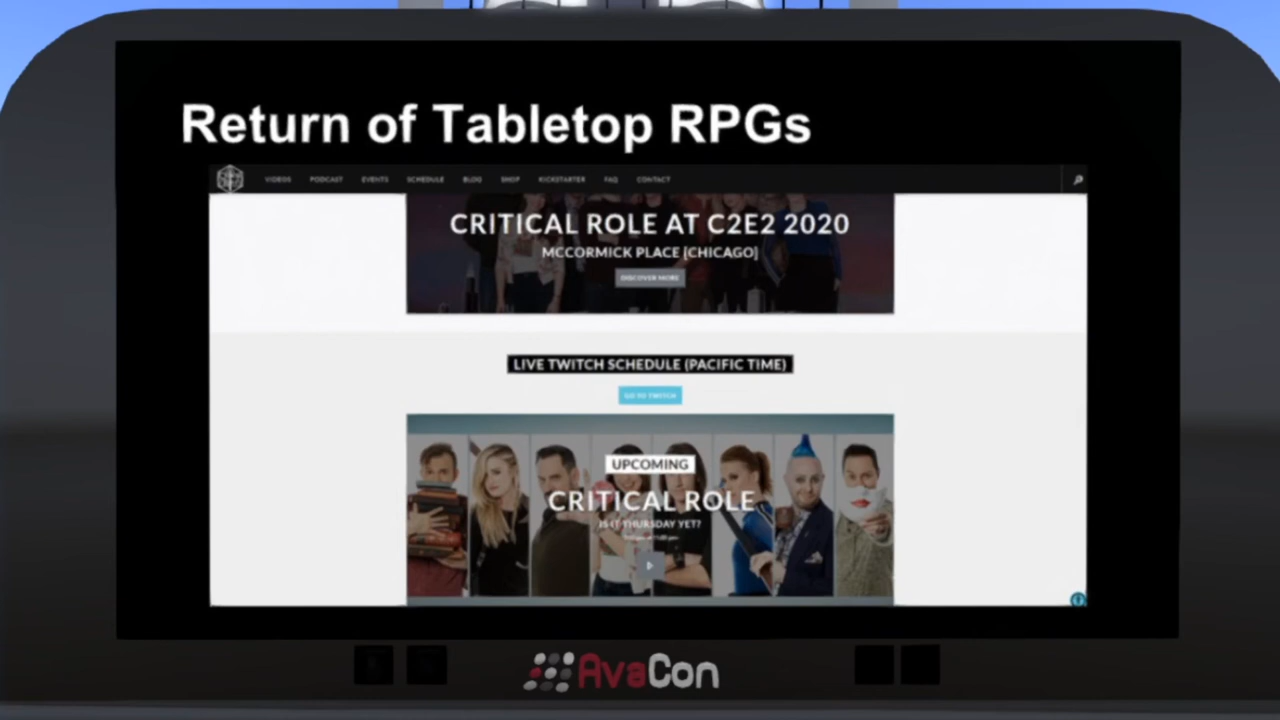 Return of Tabletop RPGs
VIDEOS PODCAST EVENTS SCHEDULE BLOG SHOP KICKSTARTER FAQ CONTACT
CRITICAL ROLE AT C2E2 2020
MCCORMICK PLACE [CHICAGO]
DISCOVER MORE
LIVE TWITCH SCHEDULE (PACIFIC TIME)
GO TO TWITCH
UPCOMING
CRITICAL ROLE
IS IT THURSDAY YET?
AvaCon